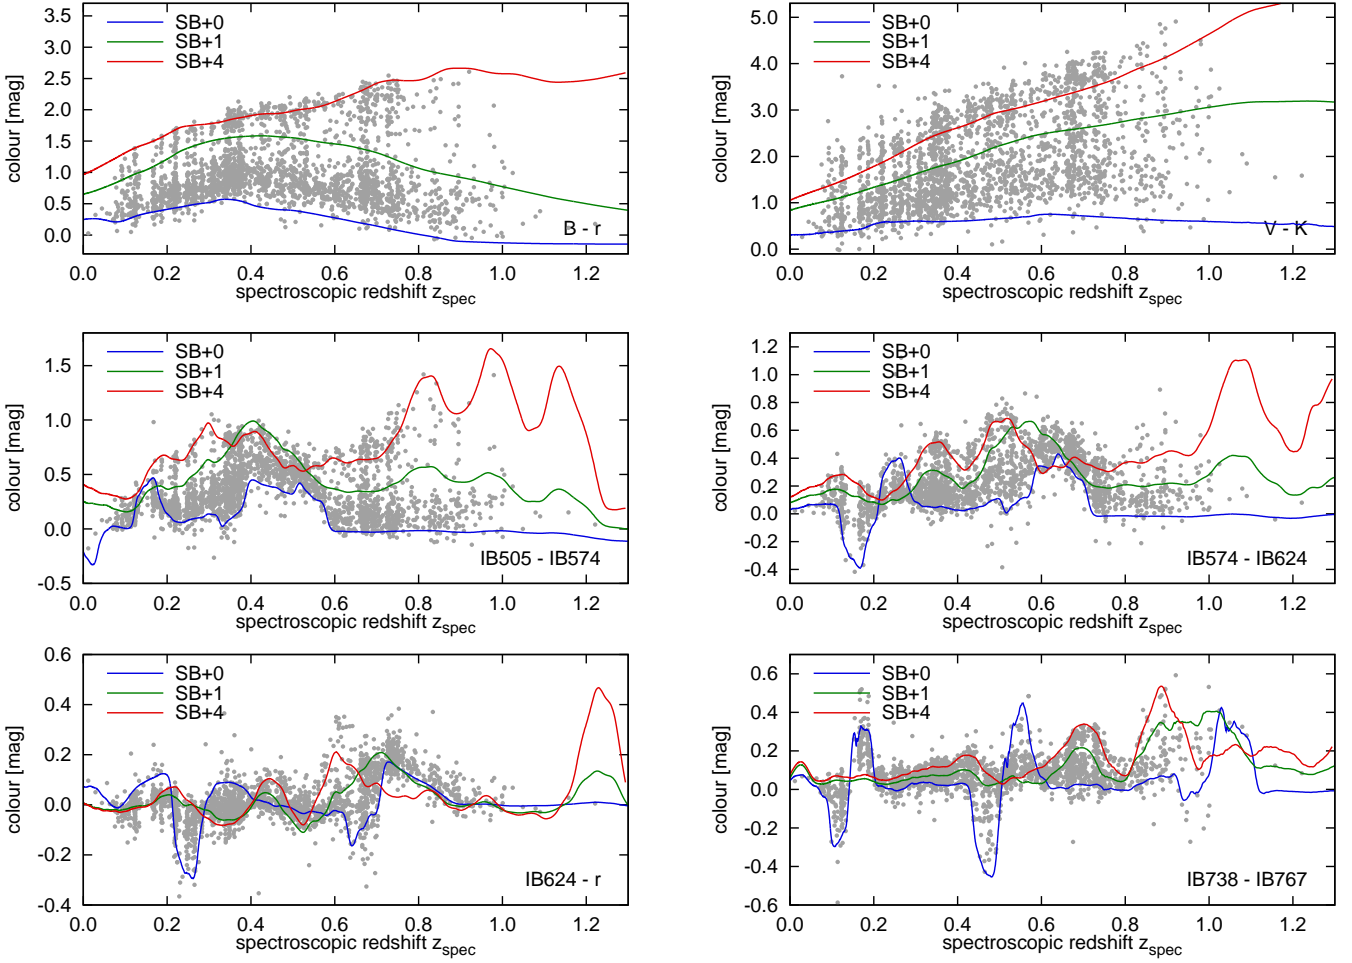 SB+0
SB+1
SB+4
3.5
3.0
2.5
2.0
1.5
1.0
0.5
0.0
colour [mag]
B - r
0.0 0.2 0.4 0.6 0.8 1.0 1.2
spectroscopic redshift z_spec
SB+0
SB+1
SB+4
5.0
4.0
3.0
2.0
1.0
0.0
colour [mag]
V - K
0.0 0.2 0.4 0.6 0.8 1.0 1.2
spectroscopic redshift z_spec
SB+0
SB+1
SB+4
1.5
1.0
0.5
0.0
-0.5
colour [mag]
IB505 - IB574
0.0 0.2 0.4 0.6 0.8 1.0 1.2
spectroscopic redshift z_spec
SB+0
SB+1
SB+4
1.2
1.0
0.8
0.6
0.4
0.2
0.0
-0.2
-0.4
colour [mag]
IB574 - IB624
0.0 0.2 0.4 0.6 0.8 1.0 1.2
spectroscopic redshift z_spec
SB+0
SB+1
SB+4
0.6
0.4
0.2
0.0
-0.2
-0.4
colour [mag]
IB624 - r
0.0 0.2 0.4 0.6 0.8 1.0 1.2
spectroscopic redshift z_spec
SB+0
SB+1
SB+4
0.6
0.4
0.2
0.0
-0.2
-0.4
-0.6
colour [mag]
IB738 - IB767
0.0 0.2 0.4 0.6 0.8 1.0 1.2
spectroscopic redshift z_spec